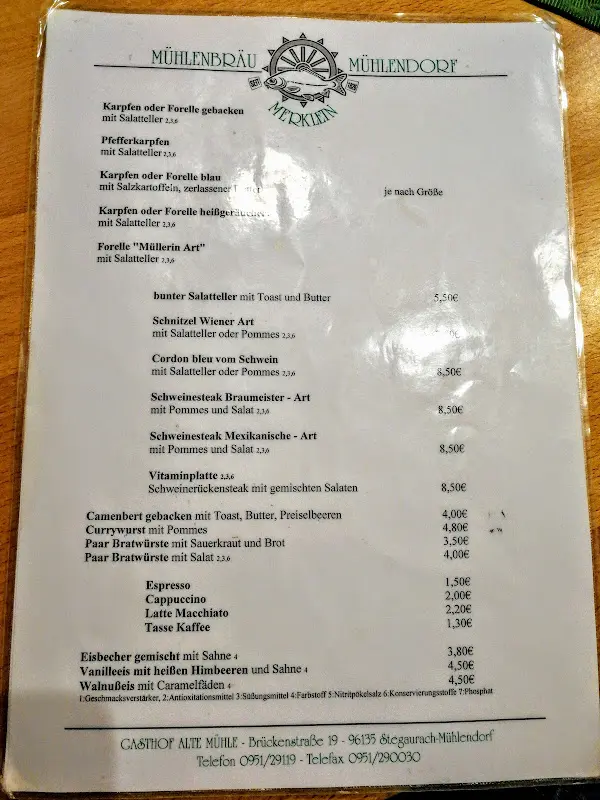 MÜHLENBRÄU MÜHLENDORF
SEIT
MERKLEIN
Karpfen oder Forelle gebacken
mit Salatteller 2,3,6
Pfefferkarpfen
mit Salatteller 2,3,6
Karpfen oder Forelle blau
mit Salzkartoffeln, zerlassener
je nach Größe
Karpfen oder Forelle
mit Salatteller 2,3,6
Forelle "Müllerin Art"
mit Salatteller 2,3,6
bunter Salatteller mit Toast und Butter 5,50€
Schnitzel Wiener Art
mit Salatteller oder Pommes 2,3,6
Cordon bleu vom Schwein
mit Salatteller oder Pommes 2,3,6 8,50€
Schweinesteak Braumeister - Art
mit Pommes und Salat 2,3,6 8,50€
Schweinesteak Mexikanische - Art
mit Pommes und Salat 2,3,6 8,50€
Vitaminplatte 2,3,6
Schweinerückensteak mit gemischten Salaten 8,50€
Camenbert gebacken mit Toast, Butter, Preiselbeeren 4,00€
Currywurst mit Pommes 4,80€
Paar Bratwürste mit Sauerkraut und Brot 3,50€
Paar Bratwürste mit Salat 2,3,6 4,00€
Espresso 1,50€
Cappuccino 2,00€
Latte Macchiato 2,20€
Tasse Kaffee 1,30€
Eisbecher gemischt mit Sahne 4 3,80€
Vanilleeis mit heißen Himbeeren und Sahne 4 4,50€
Walnußeis mit Caramelfäden 4 4,50€
1:Geschmacksverstärker, 2:Antioxitationsmittel 3:Süßungsmittel 4:Farbstoff 5:Nitritpökelsalz 6:Konservierungsstoffe 7:Phosphat
GASTHOF ALTE MÜHLE - Brückenstraße 19 - 96135 Stegaurach-Mühlendorf
Telefon 0951/29119 - Telefax 0951/290030